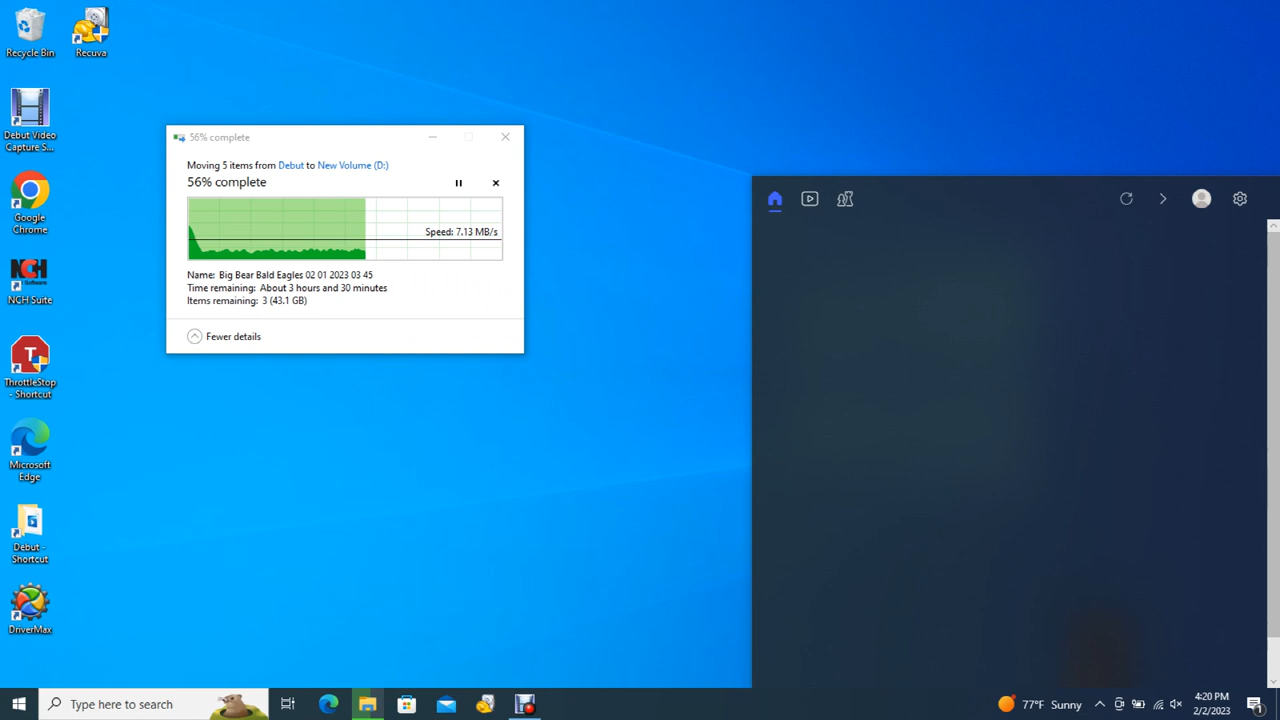 Recycle Bin
Recuva
Debut Video
Capture S...
Google
Chrome
NCH
Software
NCH Suite
T
ThrottleStop
- Shortcut
Microsoft
Edge
Debut -
Shortcut
DriverMax
56% complete
Moving 5 items from Debut to New Volume (D:)
56% complete
Speed: 7.13 MB/s
Name: Big Bear Bald Eagles 02 01 2023 03 45
Time remaining: About 3 hours and 30 minutes
Items remaining: 3 (43.1 GB)
Fewer details
Type here to search
77°F Sunny
4:20 PM
2/2/2023
1